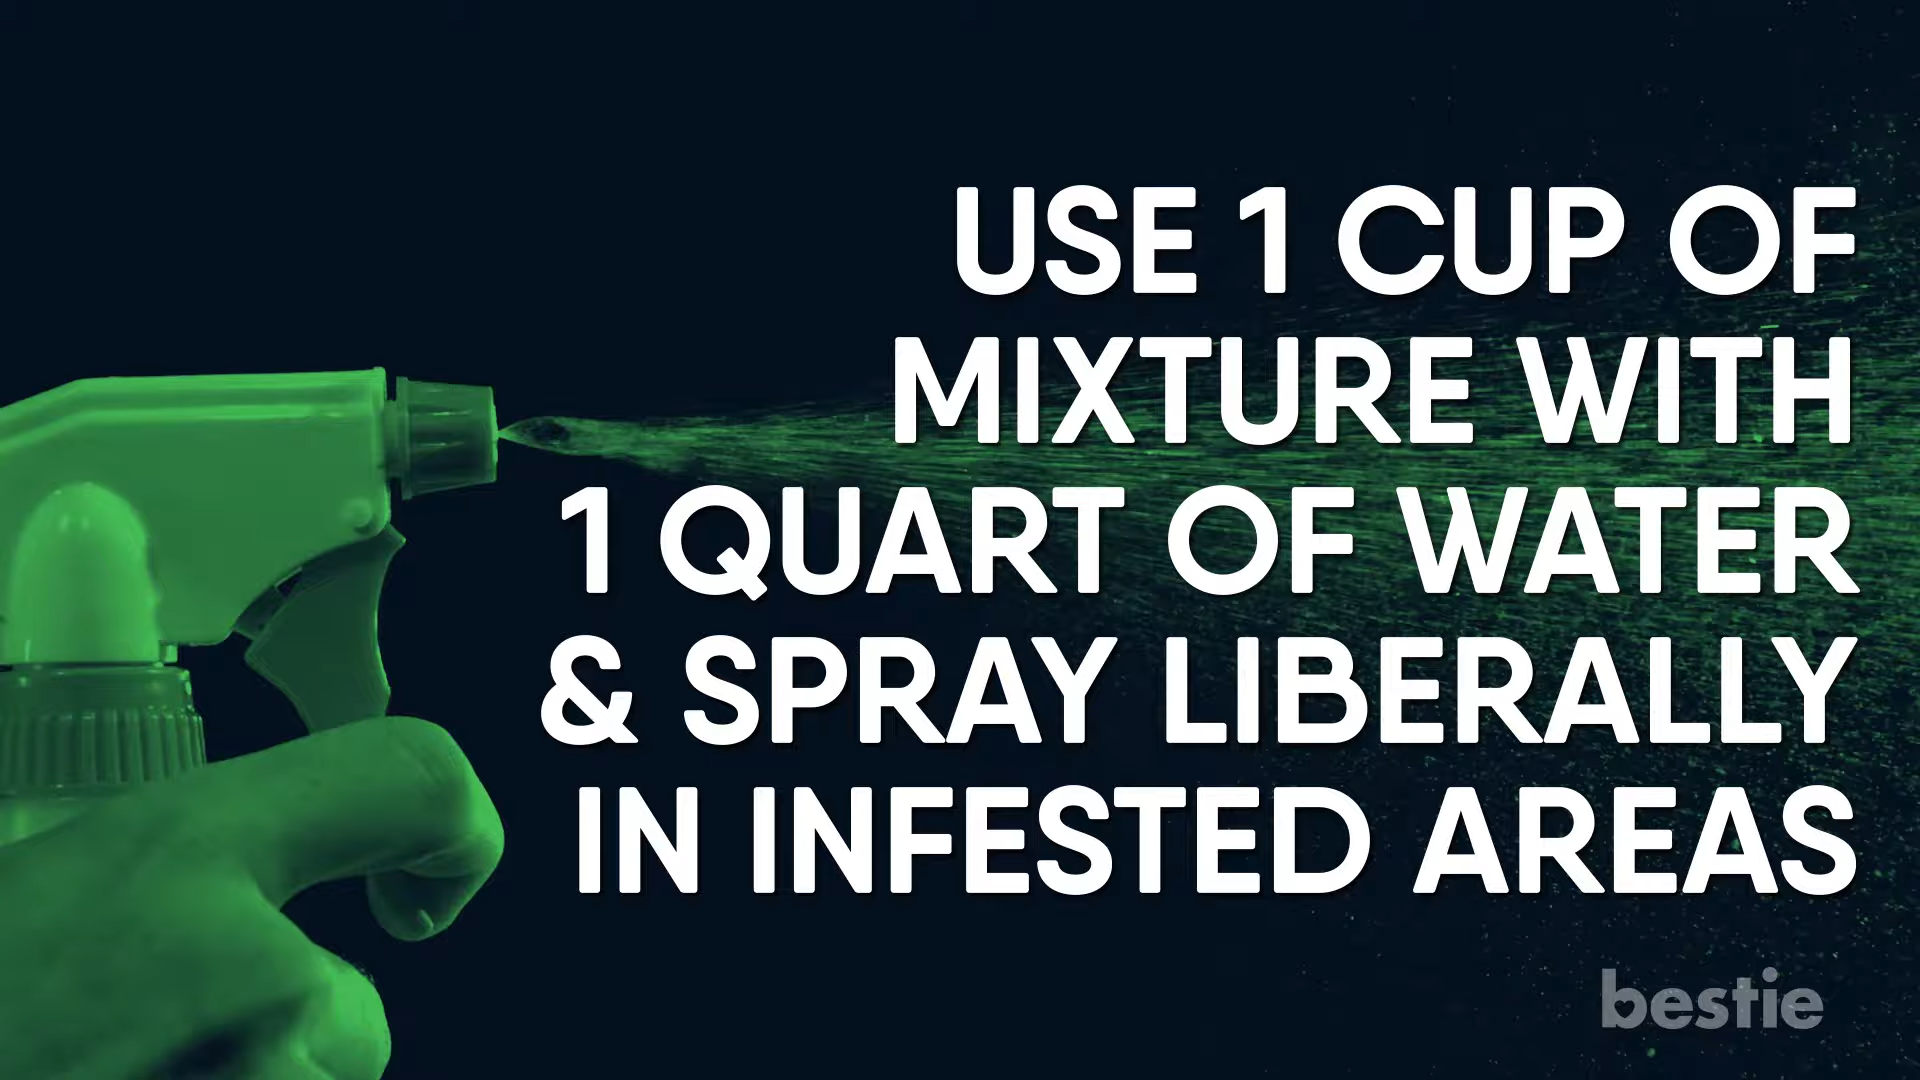 USE 1 CUP OF
MIXTURE WITH
1 QUART OF WATER
& SPRAY LIBERALLY
IN INFESTED AREAS
bestie